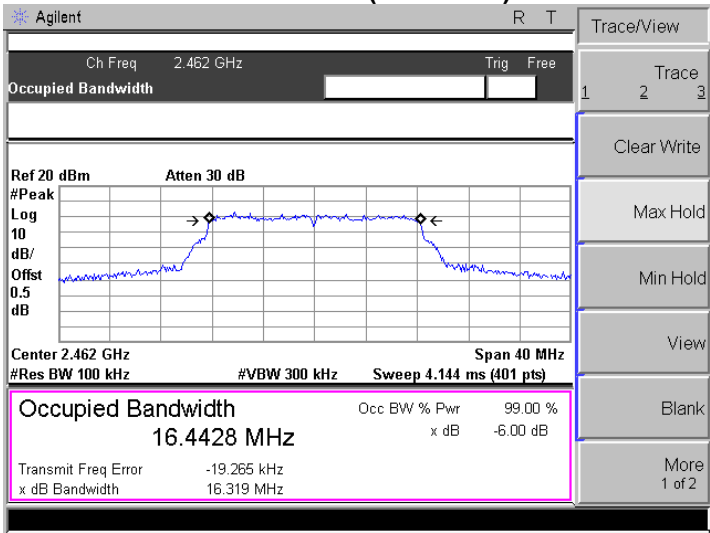 Agilent R T
Trace/View
Ch Freq 2.462 GHz Trig Free
Occupied Bandwidth
Trace
1 2 3
Clear Write
Ref 20 dBm Atten 30 dB
#Peak
Log
10
dB/
Offst
0.5
dB
Max Hold
Min Hold
Center 2.462 GHz Span 40 MHz
#Res BW 100 kHz #VBW 300 kHz Sweep 4.144 ms (401 pts)
View
Occupied Bandwidth Occ BW % Pwr 99.00 %
16.4428 MHz x dB -6.00 dB
Transmit Freq Error -19.265 kHz
x dB Bandwidth 16.319 MHz
Blank
More
1 of 2